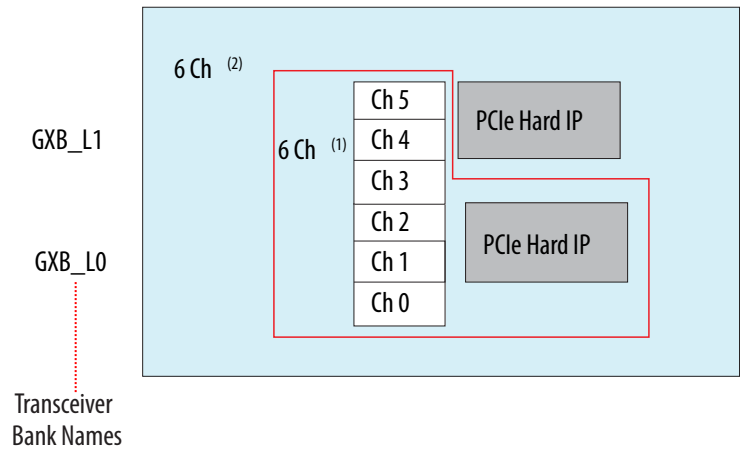 6 Ch (2)
Ch 5
PCIe Hard IP
GXB_L1
6 Ch (1)
Ch 4
Ch 3
Ch 2
PCIe Hard IP
GXB_L0
Ch 1
Ch 0
Transceiver
Bank Names